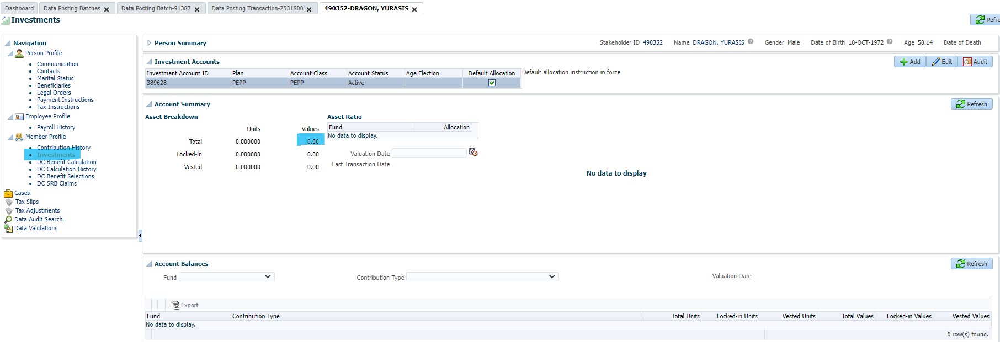 Dashboard Data Posting Batches Data Posting Batch-91387 Data Posting Transaction-2531800 490352-DRAGON, YURASIS
Investments
Refre
Navigation
Person Profile
Communication
Contacts
Marital Status
Beneficiaries
Legal Orders
Payment Instructions
Tax Instructions
Employee Profile
Payroll History
Member Profile
Contribution History
Investments
DC Benefit Calculation
DC Calculation History
DC Benefit Selections
DC SRB Claims
Cases
Tax Slips
Tax Adjustments
Data Audit Search
Data Validations
Person Summary Stakeholder ID 490352 Name DRAGON, YURASIS Gender Male Date of Birth 10-OCT-1972 Age 50.14 Date of Death
Investment Accounts Add Edit Audit
Investment Account ID Plan Account Class Account Status Age Election Default Allocation Default allocation instruction in force
389628 PEPP PEPP Active
Account Summary Refresh
Asset Breakdown Asset Ratio
Fund Allocation
Units Values
No data to display.
Total 0.000000 0.00
Locked-in 0.000000 0.00
Valuation Date
Vested 0.000000 0.00
Last Transaction Date
No data to display
Account Balances Refresh
Fund Contribution Type Valuation Date
Export
Fund Contribution Type Total Units Locked-in Units Vested Units Total Values Locked-in Values Vested Values
No data to display.
0 row(s) found.